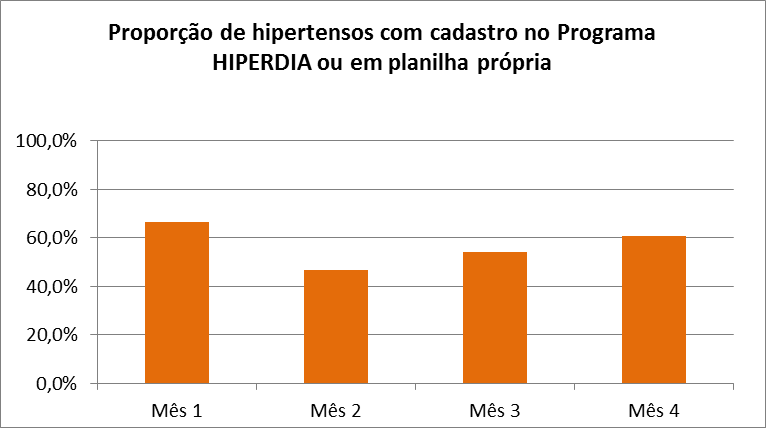 Proporção de hipertensos com cadastro no Programa
HIPERDIA ou em planilha própria
100,0%
80,0%
60,0%
40,0%
20,0%
0,0%
Mês 1
Mês 2
Mês 3
Mês 4